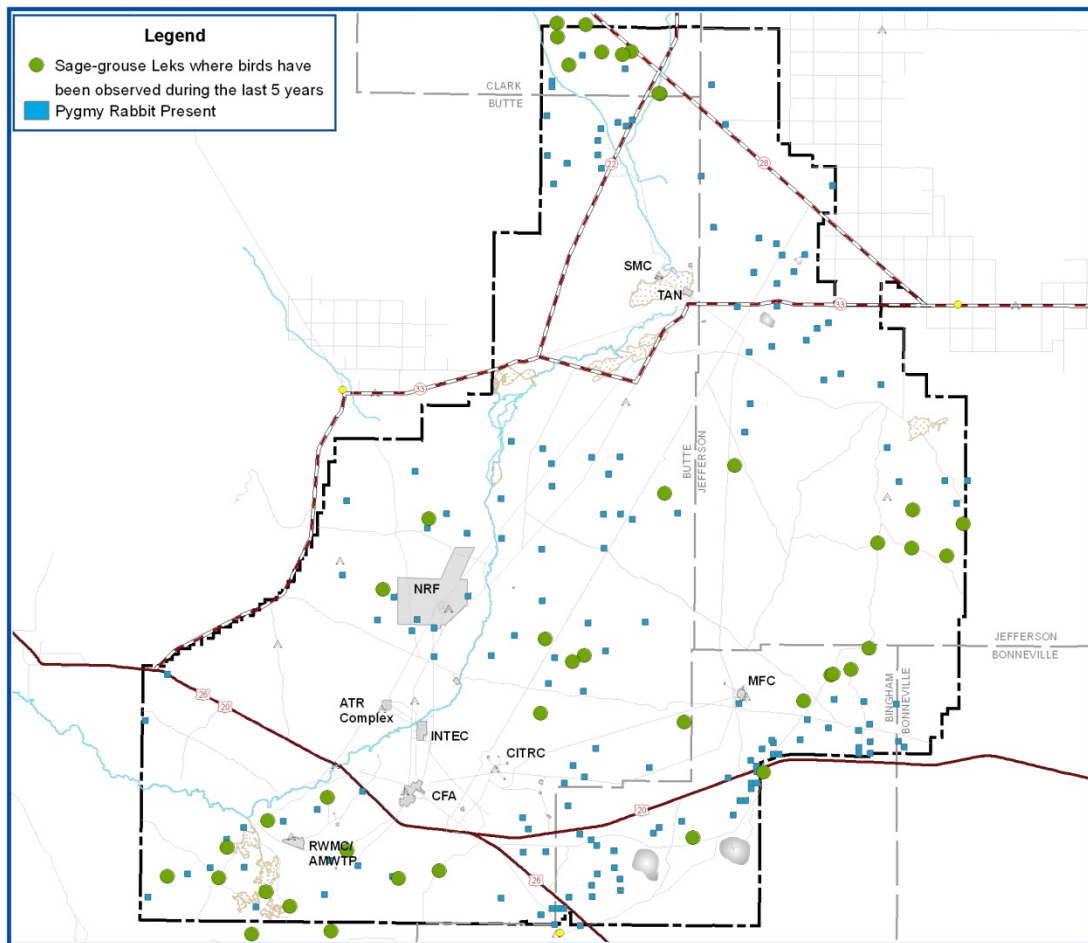 Legend
Sage-grouse Leks where birds have
been observed during the last 5 years
Pygmy Rabbit Present
CLARK
BUTTE
22
28
SMC
TAN
33
33
33
BUTTE
JEFFERSON
NRF
JEFFERSON
BONNEVILLE
MFC
BINGHAM
BONNEVILLE
26
20
ATR
Complex
INTEC
CITRC
CFA
20
RWMC/
AMWTP
26